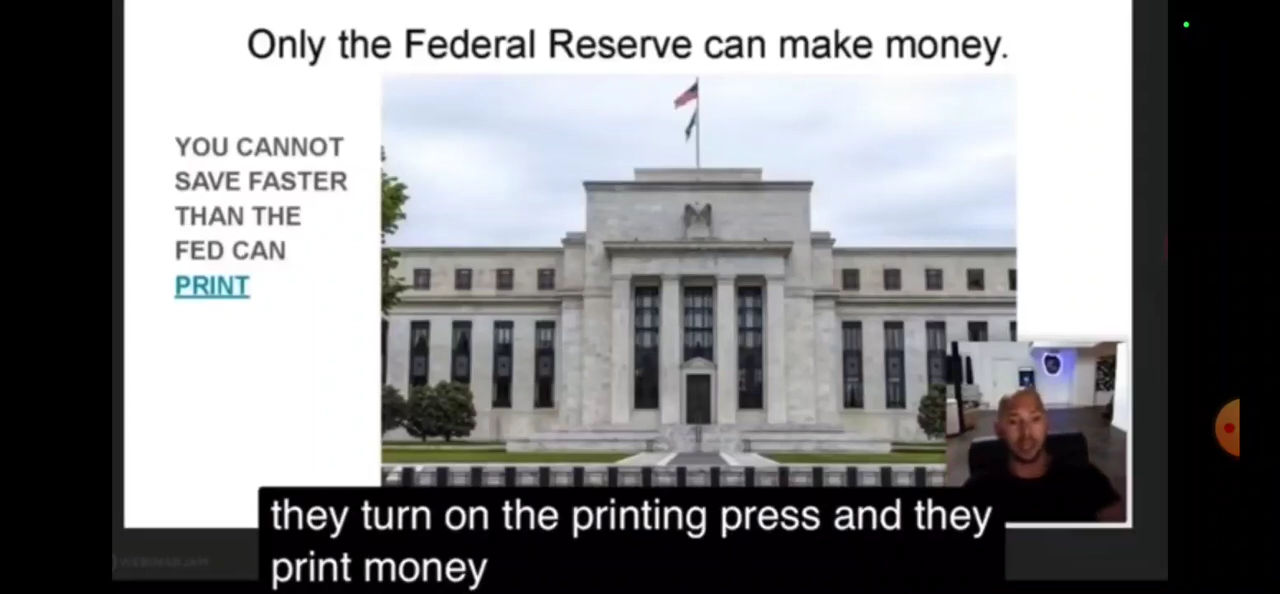 Only the Federal Reserve can make money.
YOU CANNOT
SAVE FASTER
THAN THE
FED CAN
PRINT
they turn on the printing press and they
print money